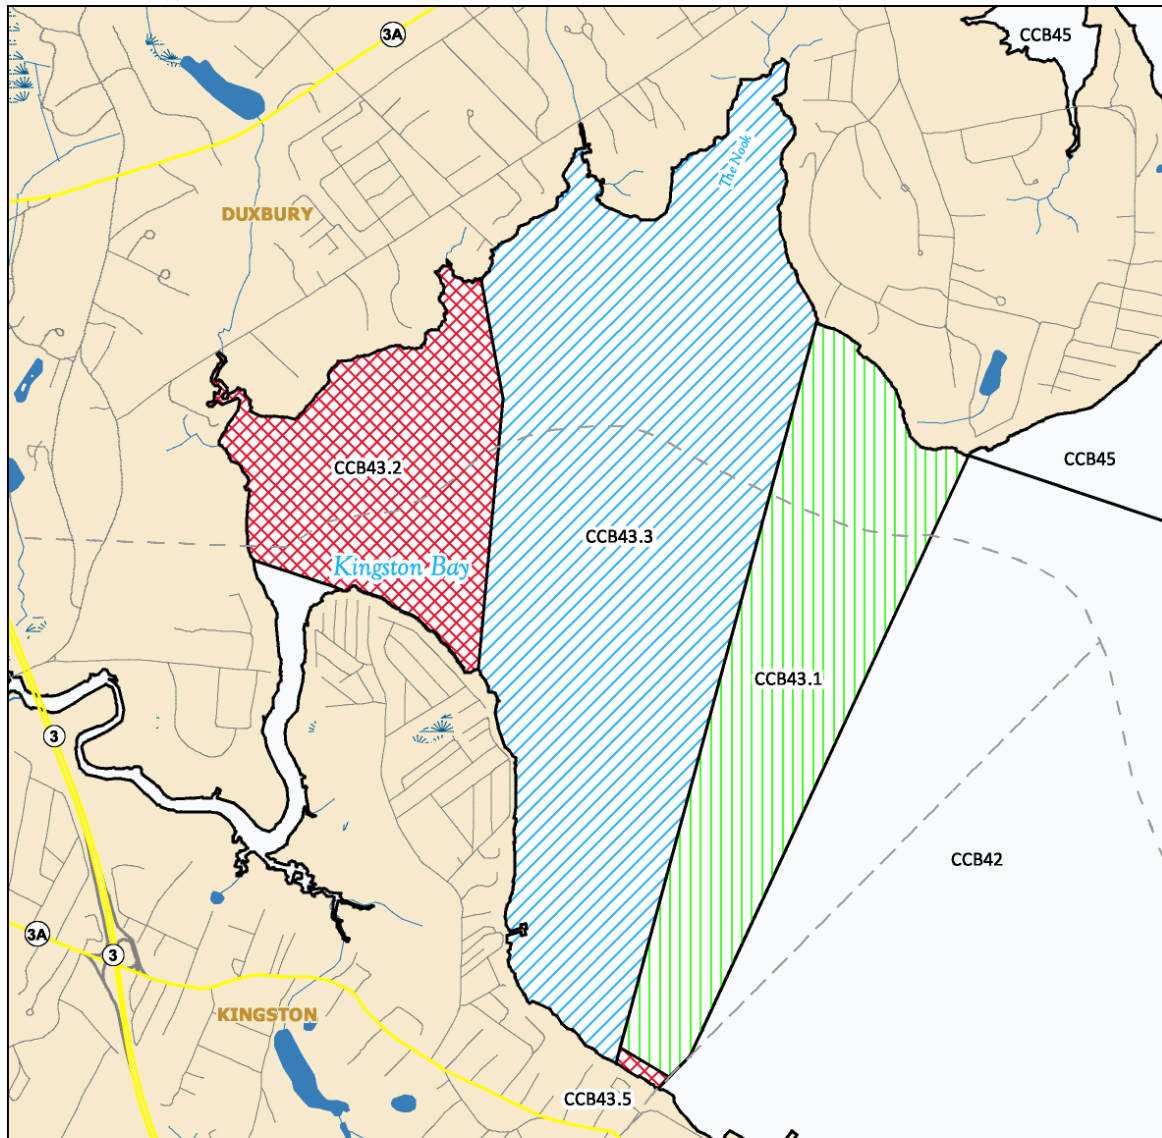 3A
CCB45
The Nook
DUXBURY
CCB45
CCB43.2
CCB43.3
Kingston Bay
CCB43.1
3
CCB42
3A
3
KINGSTON
CCB43.5